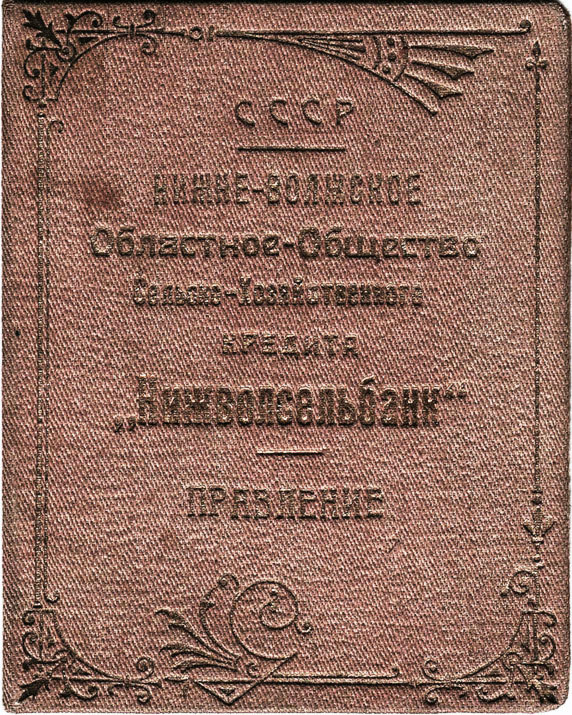 СССР
НИЖНЕ-ВОЛЖСКОЕ
Областное-Общество
Сельско-Хозяйственного
КРЕДИТА
„Нижволсельбанк“
ПРАВЛЕНИЕ